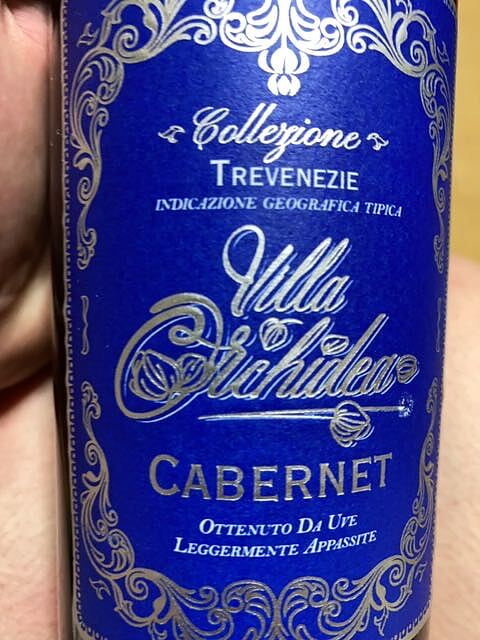 Collezione
TREVENEZIE
INDICAZIONE GEOGRAFICA TIPICA
Villa
Orchidea
CABERNET
OTTENUTO DA UVE
LEGGERMENTE APPASSITE